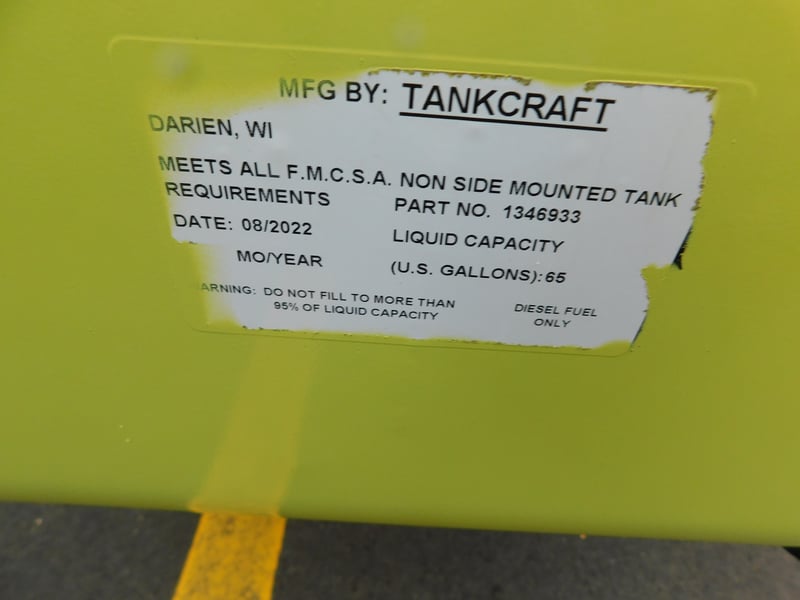 MFG BY: TANKCRAFT
DARIEN, WI
MEETS ALL F.M.C.S.A. NON SIDE MOUNTED TANK
REQUIREMENTS PART NO. 1346933
DATE: 08/2022 LIQUID CAPACITY
MO/YEAR (U.S. GALLONS): 65
ARNING: DO NOT FILL TO MORE THAN
95% OF LIQUID CAPACITY
DIESEL FUEL
ONLY